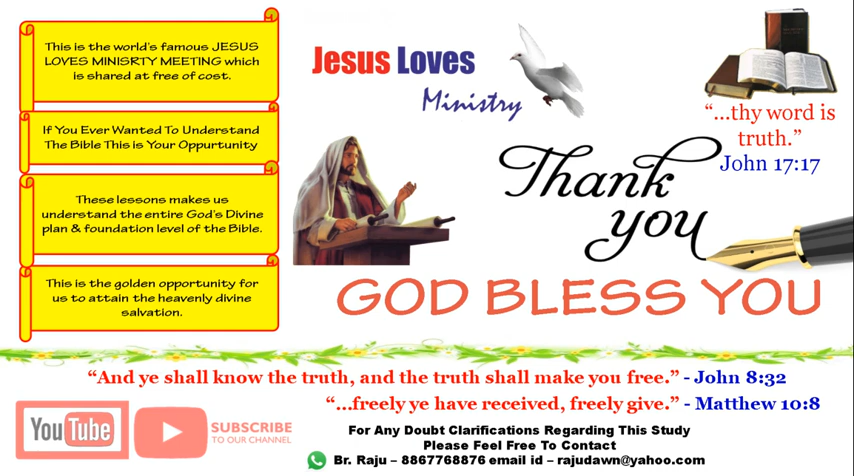 This is the world's famous JESUS
LOVES MINISRTY MEETING which
is shared at free of cost.
If You Ever Wanted To Understand
The Bible This is Your Oppurtunity
These lessons makes us
understand the entire God's Divine
plan & foundation level of the Bible.
This is the golden opportunity for
us to attain the heavenly divine
salvation.
Jesus Loves
Ministry
"...thy word is
truth."
John 17:17
Thank
you
GOD BLESS YOU
"And ye shall know the truth, and the truth shall make you free." - John 8:32
"...freely ye have received, freely give." - Matthew 10:8
YouTube
SUBSCRIBE
TO OUR CHANNEL
For Any Doubt Clarifications Regarding This Study
Please Feel Free To Contact
Br. Raju – 8867768876 email id – rajudawn@yahoo.com